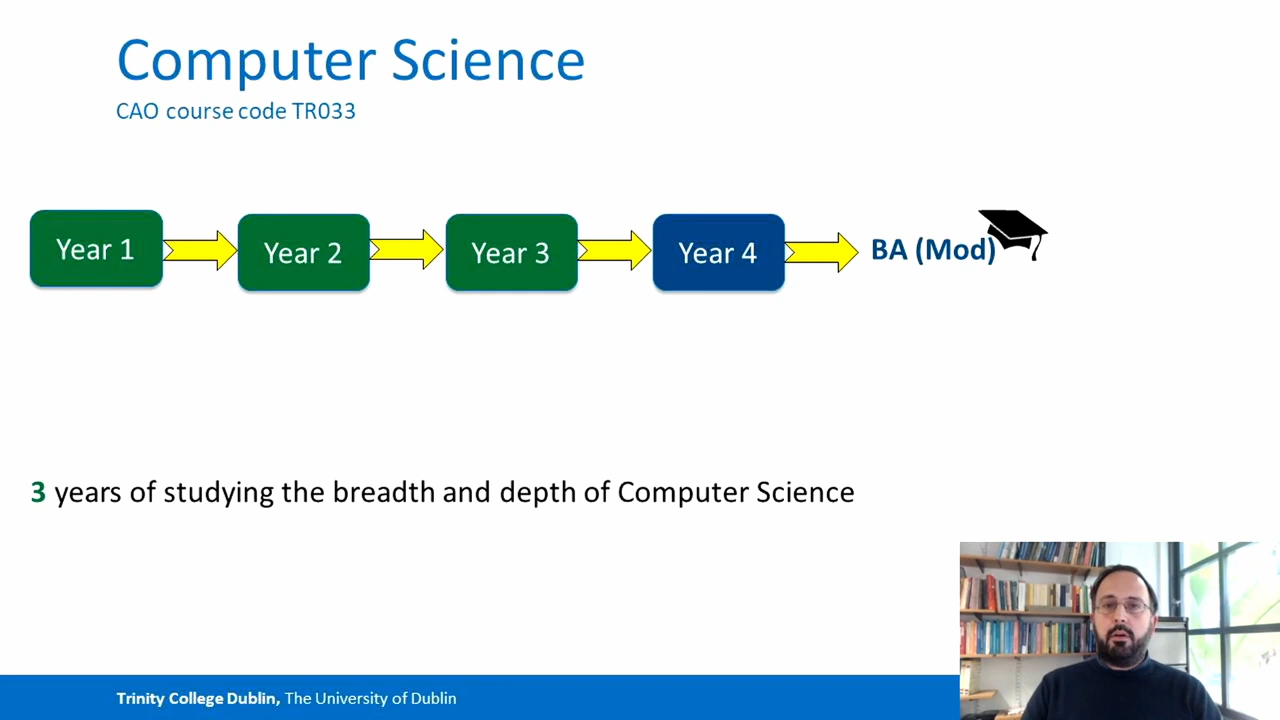 Computer Science
CAO course code TR033
Year 1
Year 2
Year 3
Year 4
BA (Mod)
3 years of studying the breadth and depth of Computer Science
Trinity College Dublin, The University of Dublin